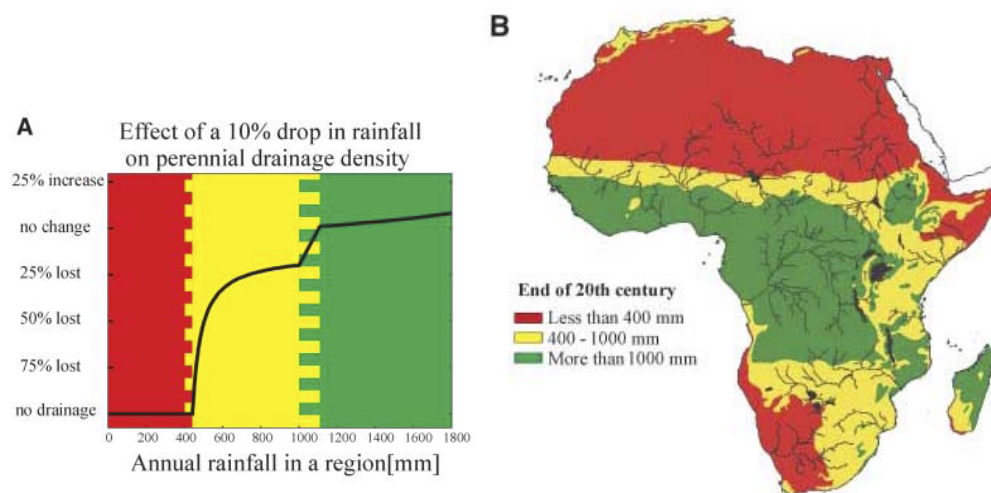 A
Effect of a 10% drop in rainfall
on perennial drainage density
25% increase
no change
25% lost
50% lost
75% lost
no drainage
0 200 400 600 800 1000 1200 1400 1600 1800
Annual rainfall in a region[mm]
B
End of 20th century
Less than 400 mm
400 - 1000 mm
More than 1000 mm